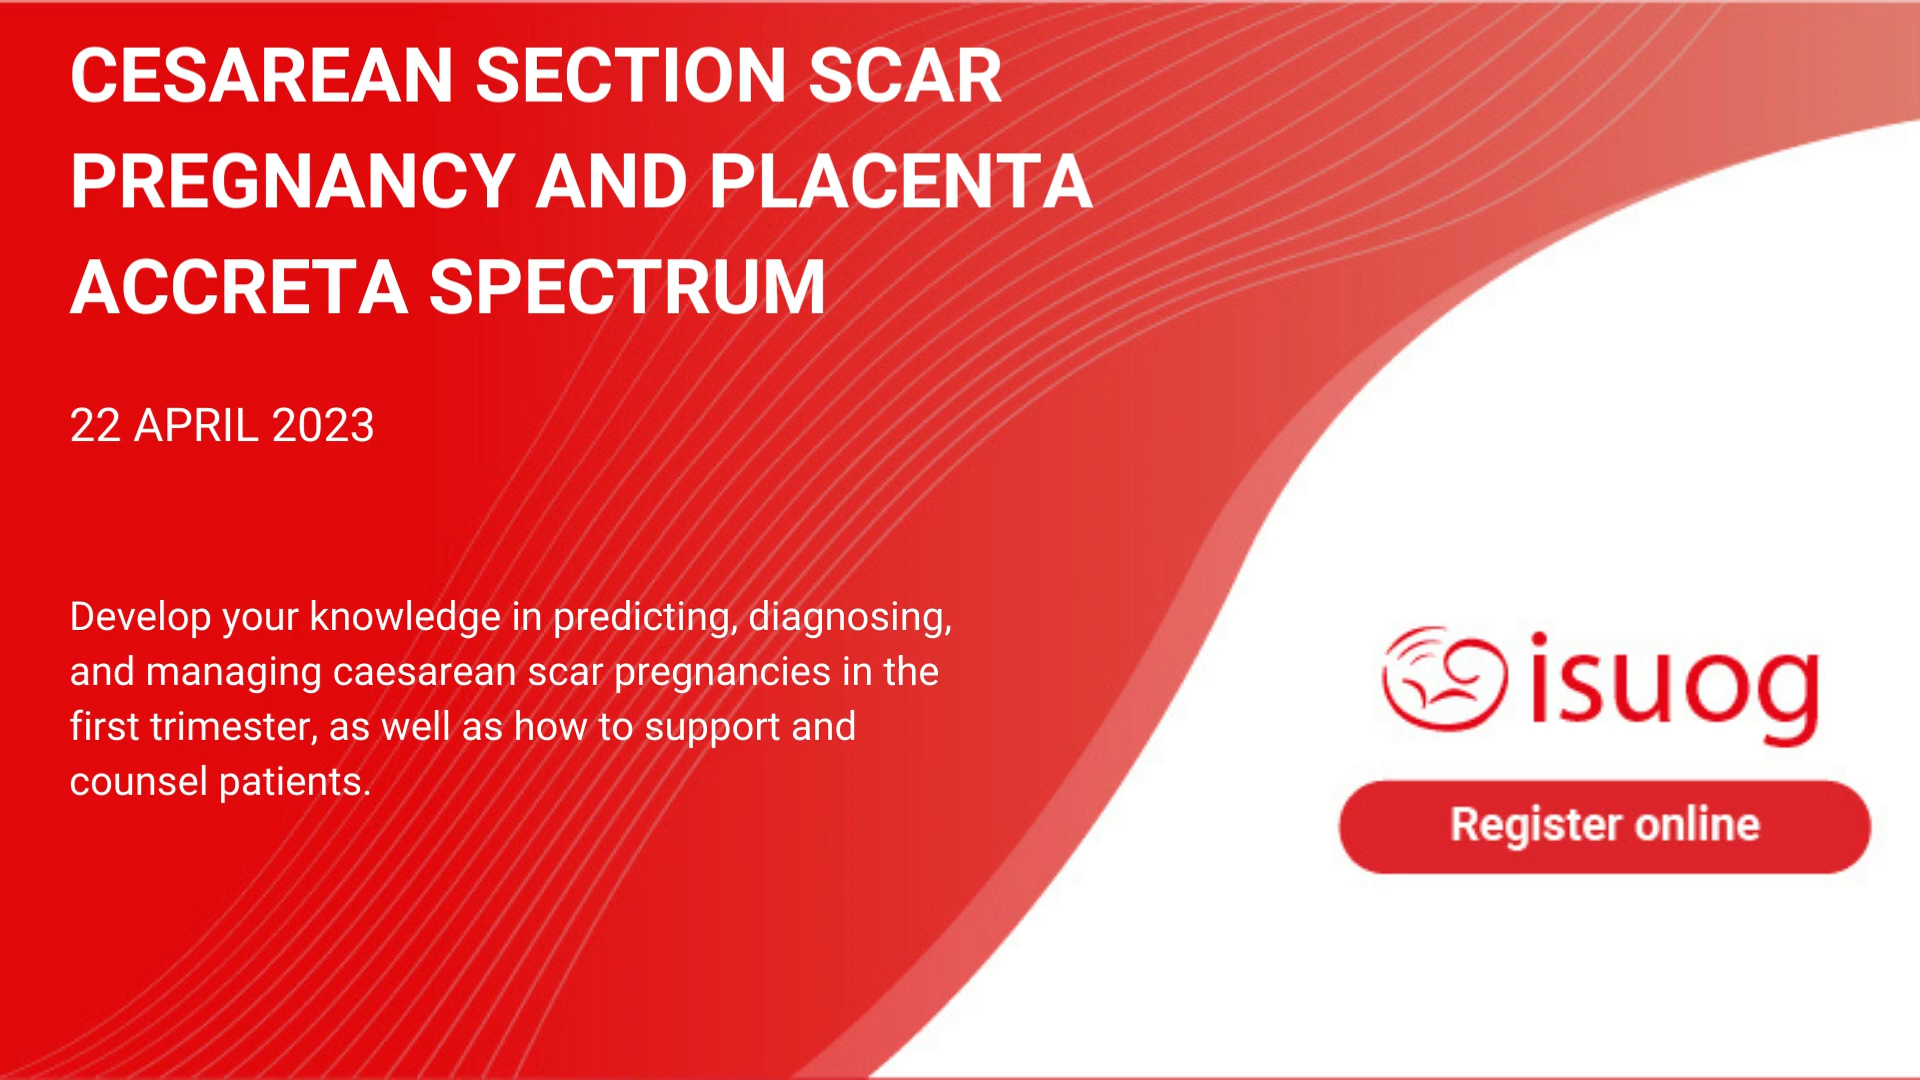 CESAREAN SECTION SCAR
PREGNANCY AND PLACENTA
ACCRETA SPECTRUM
22 APRIL 2023
Develop your knowledge in predicting, diagnosing,
and managing caesarean scar pregnancies in the
first trimester, as well as how to support and
counsel patients.
isuog
Register online